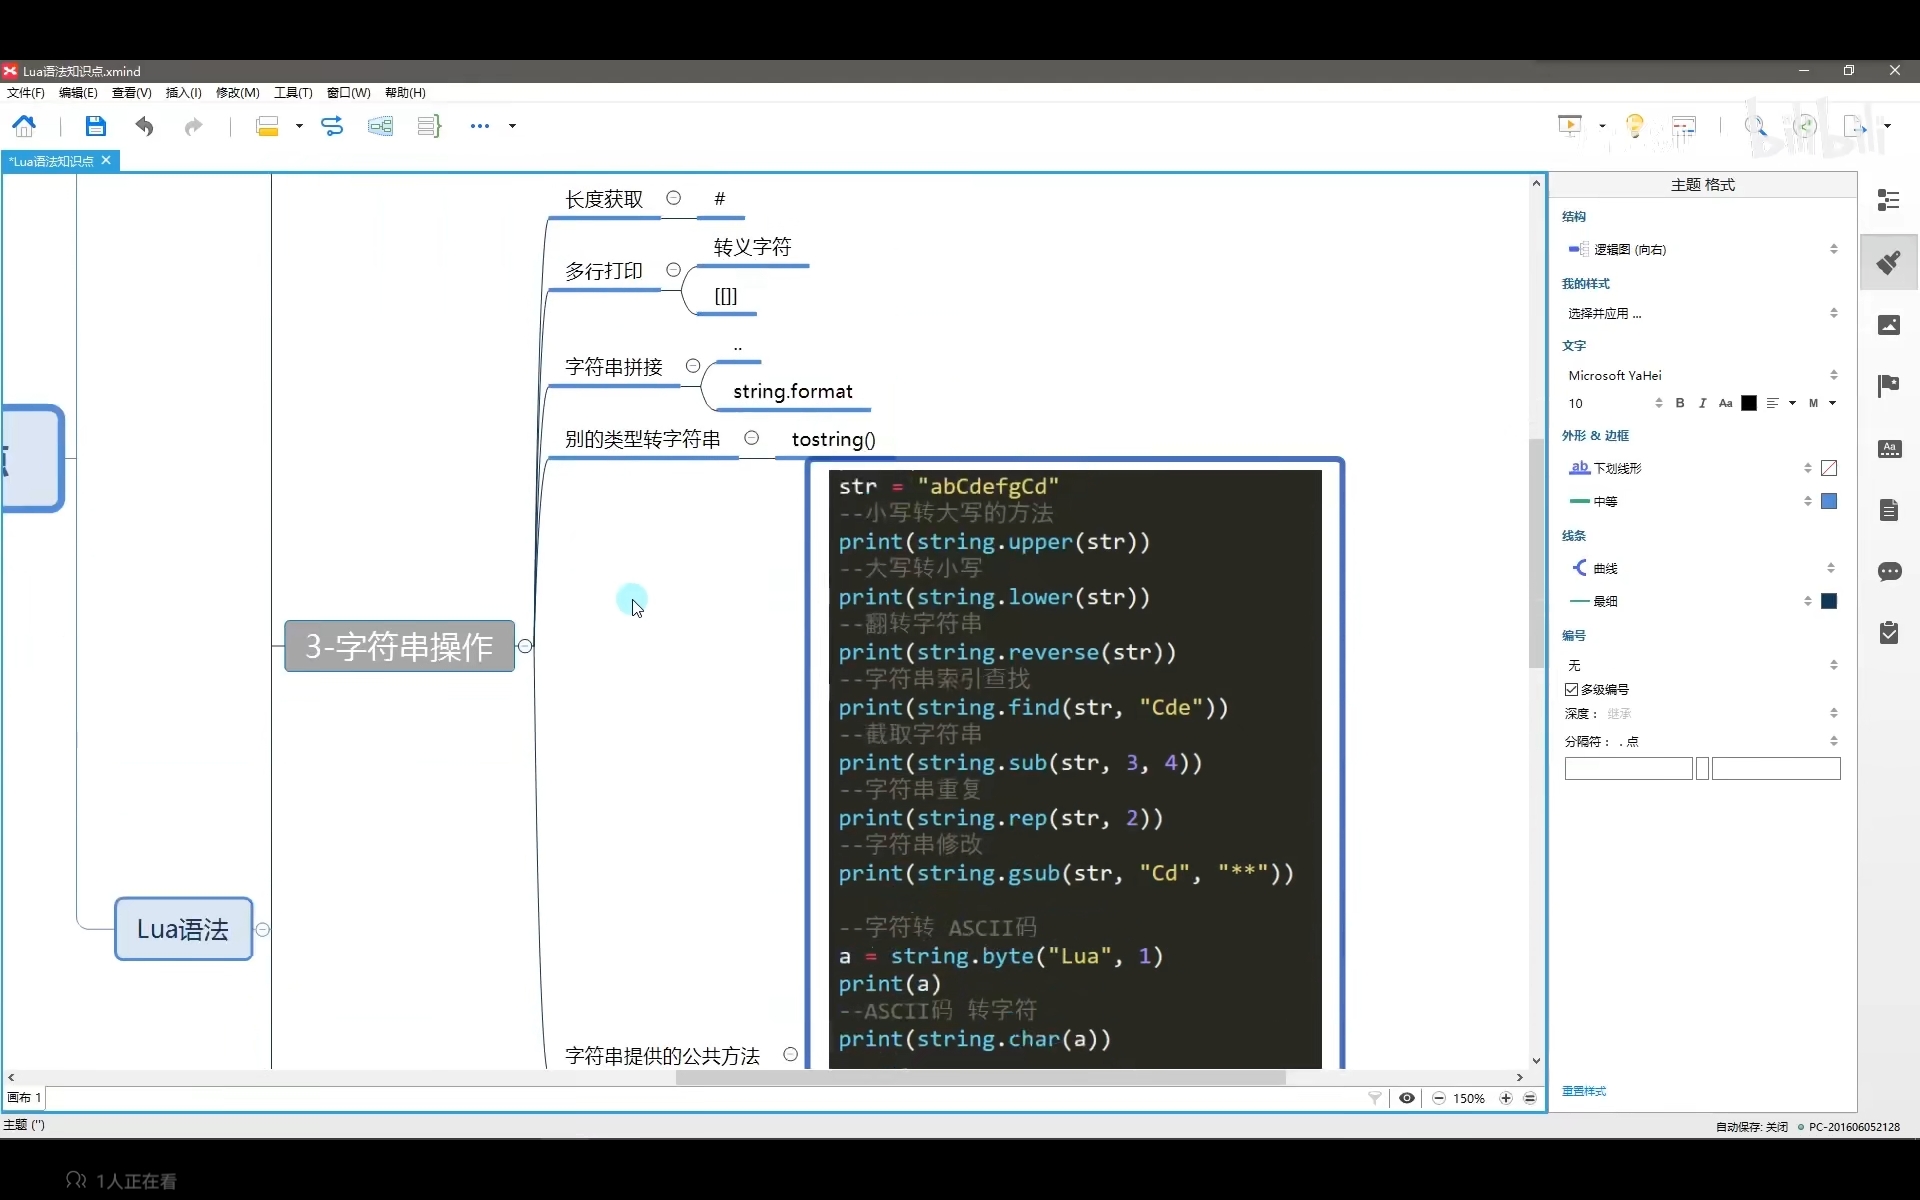 Lua语法知识点.xmind
文件(F) 编辑(E) 查看(V) 插入(I) 修改(M) 工具(T) 窗口(W) 帮助(H)
bilibili
*Lua语法知识点
长度获取
#
多行打印
转义字符
[[]]
字符串拼接
..
string.format
别的类型转字符串
tostring()
3-字符串操作
Lua语法
字符串提供的公共方法
str = "abCdefgCd"
--小写转大写的方法
print(string.upper(str))
--大写转小写
print(string.lower(str))
--翻转字符串
print(string.reverse(str))
--字符串索引查找
print(string.find(str, "Cde"))
--截取字符串
print(string.sub(str, 3, 4))
--字符串重复
print(string.rep(str, 2))
--字符串修改
print(string.gsub(str, "Cd", "**"))
--字符转 ASCII码
a = string.byte("Lua", 1)
print(a)
--ASCII码 转字符
print(string.char(a))
主题 格式
结构
逻辑图 (向右)
我的样式
选择并应用 ...
文字
Microsoft YaHei
10 B I Aa M
外形 & 边框
ab 下划线形
中等
线条
曲线
最细
编号
无
多级编号
深度： 继承
分隔符： . 点
重置样式
画布 1
150%
主题 ('')
自动保存: 关闭 PC-201606052128
1人正在看